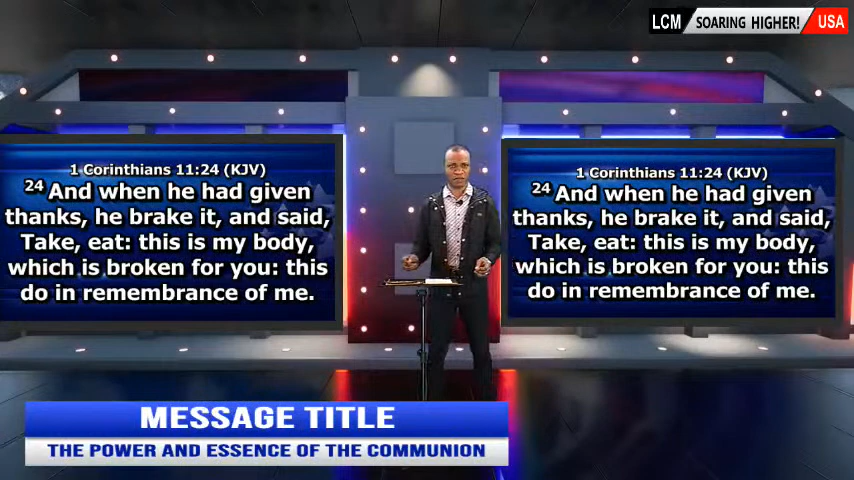 LCM SOARING HIGHER! USA
1 Corinthians 11:24 (KJV)
24 And when he had given
thanks, he brake it, and said,
Take, eat: this is my body,
which is broken for you: this
do in remembrance of me.
1 Corinthians 11:24 (KJV)
24 And when he had given
thanks, he brake it, and said,
Take, eat: this is my body,
which is broken for you: this
do in remembrance of me.
MESSAGE TITLE
THE POWER AND ESSENCE OF THE COMMUNION